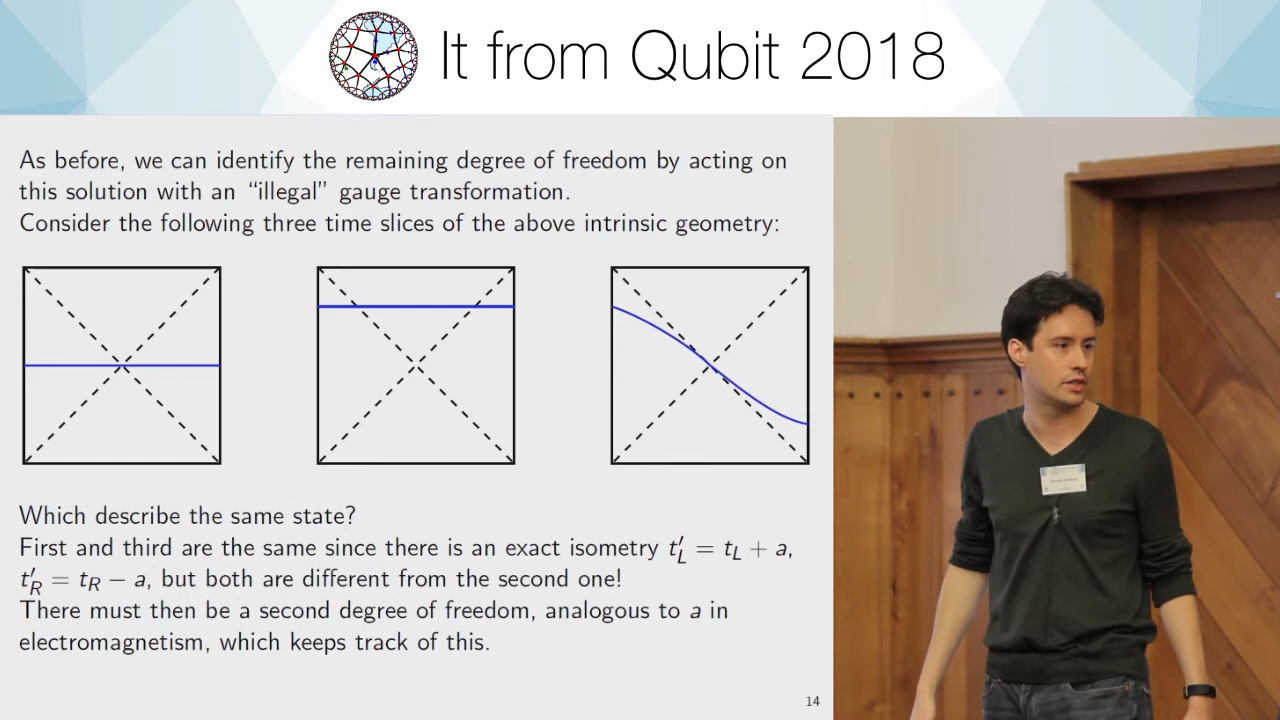 It from Qubit 2018
As before, we can identify the remaining degree of freedom by acting on
this solution with an “illegal” gauge transformation.
Consider the following three time slices of the above intrinsic geometry:
Which describe the same state?
First and third are the same since there is an exact isometry t′_L = t_L + a,
t′_R = t_R − a, but both are different from the second one!
There must then be a second degree of freedom, analogous to a in
electromagnetism, which keeps track of this.
14